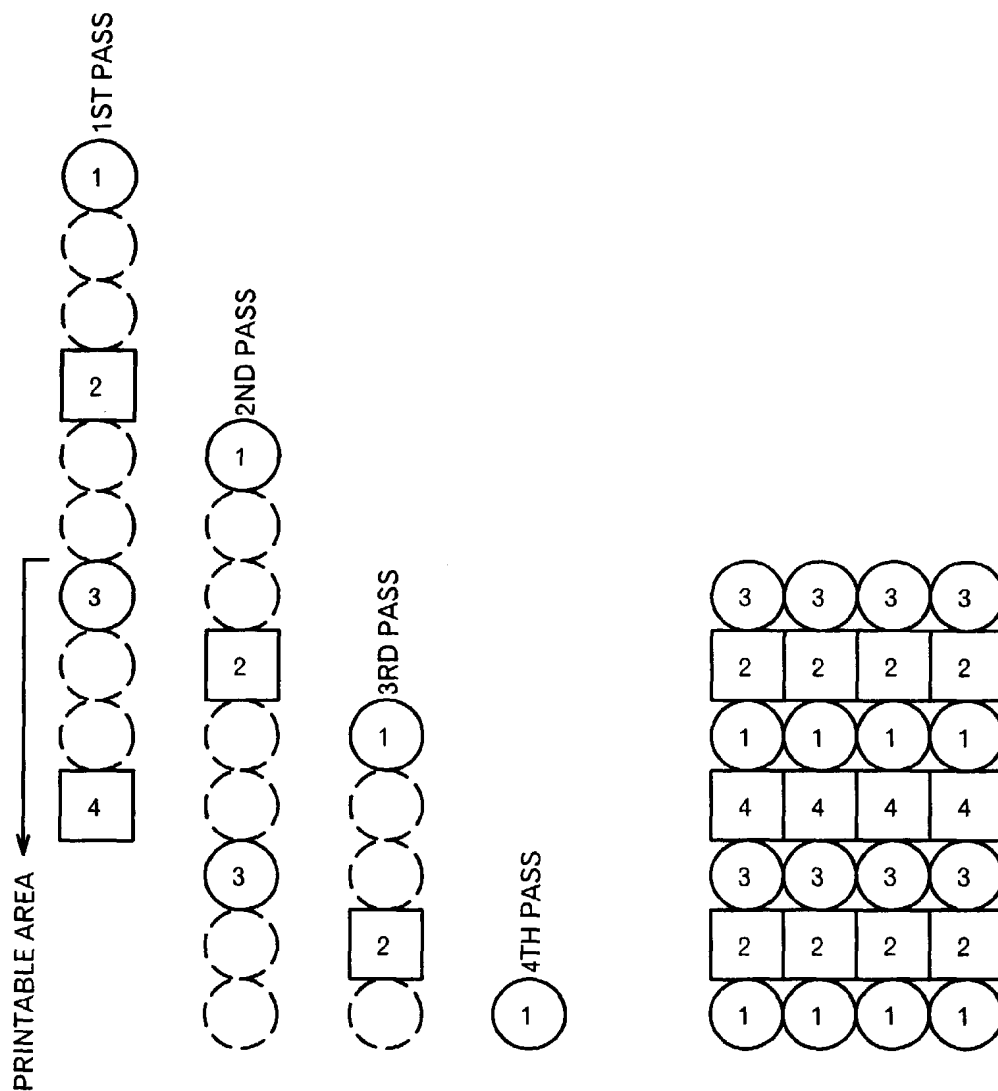 1ST PASS
1
2
3
4
2ND PASS
1
2
3
3RD PASS
1
2
4TH PASS
1
PRINTABLE AREA
3 3 3 3
2 2 2 2
1 1 1 1
4 4 4 4
3 3 3 3
2 2 2 2
1 1 1 1